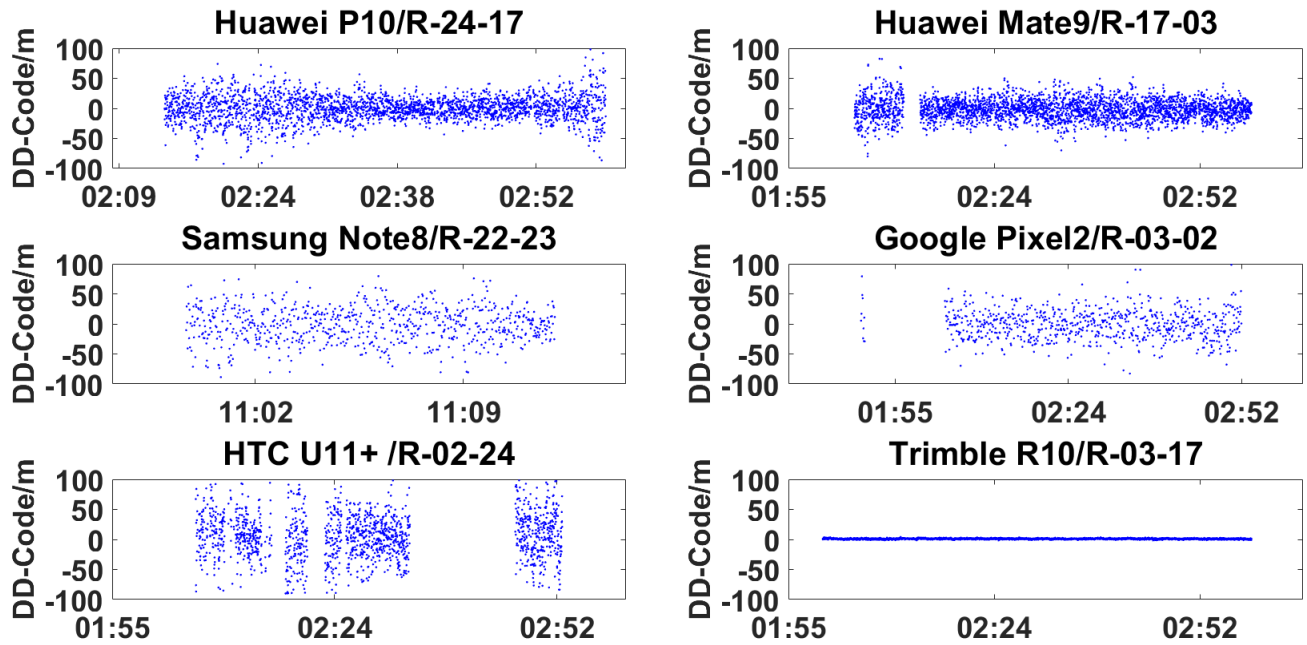 Huawei P10/R-24-17
DD-Code/m
100
50
0
-50
-100
02:09 02:24 02:38 02:52
Huawei Mate9/R-17-03
DD-Code/m
100
50
0
-50
-100
01:55 02:24 02:52
Samsung Note8/R-22-23
DD-Code/m
100
50
0
-50
-100
11:02 11:09
Google Pixel2/R-03-02
DD-Code/m
100
50
0
-50
-100
01:55 02:24 02:52
HTC U11+ /R-02-24
DD-Code/m
100
50
0
-50
-100
01:55 02:24 02:52
Trimble R10/R-03-17
DD-Code/m
100
50
0
-50
-100
01:55 02:24 02:52